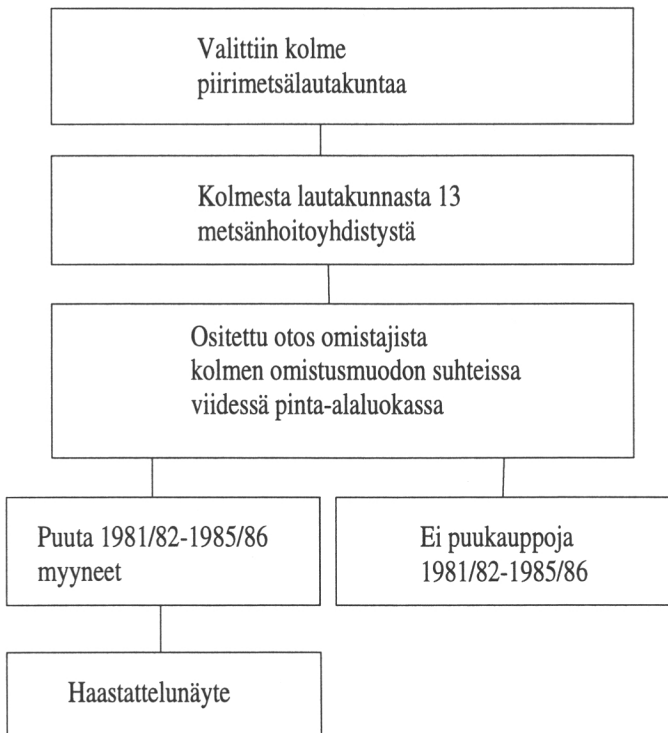 Valittiin kolme
piirimetsälautakuntaa
Kolmesta lautakunnasta 13
metsänhoitoyhdistystä
Ositettu otos omistajista
kolmen omistusmuodon suhteissa
viidessä pinta-alaluokassa
Puuta 1981/82-1985/86
myyneet
Ei puukauppoja
1981/82-1985/86
Haastattelunäyte